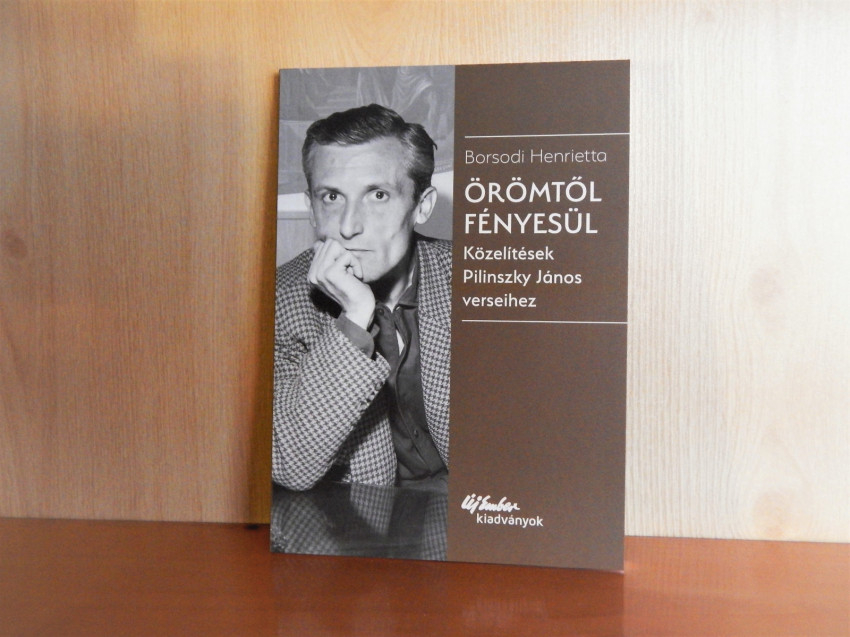 Borsodi Henrietta
ÖRÖMTŐL
FÉNYESÜL
Közelítések
Pilinszky János
verseihez
Új Ember
kiadványok